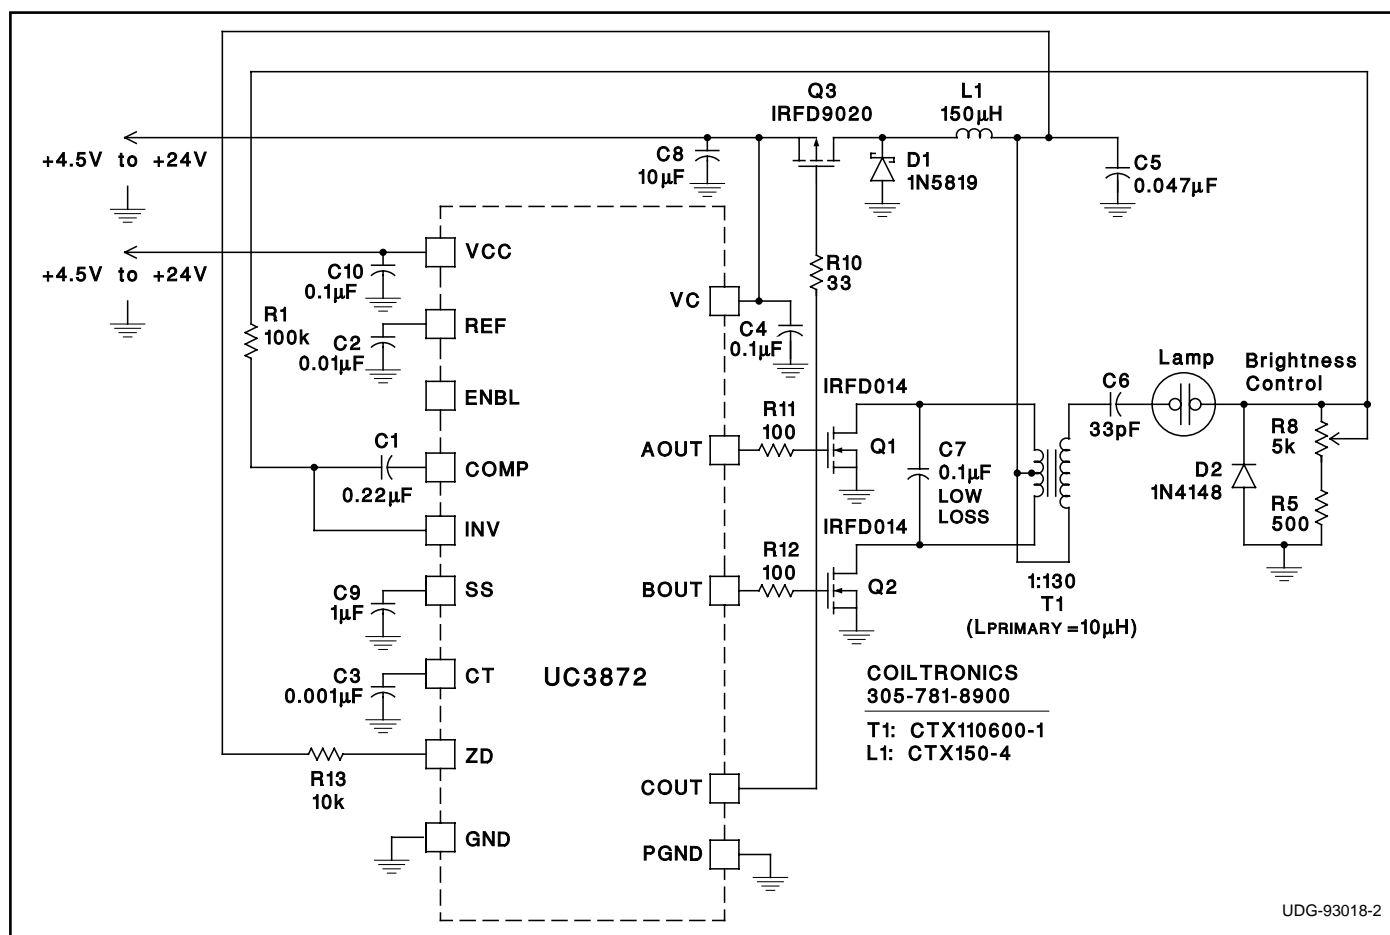 Q3
IRFD9020
L1
150µH
+4.5V to +24V
C8
10µF
D1
1N5819
C5
0.047µF
VCC
+4.5V to +24V
C10
0.1µF
R10
33
VC
R1
100k
REF
C2
0.01µF
C4
0.1µF
ENBL
IRFD014
Lamp
Brightness
Control
C6
33pF
R11
100
C1
AOUT
Q1
C7
0.1µF
LOW
LOSS
R8
5k
COMP
0.22µF
D2
1N4148
R5
500
INV
IRFD014
R12
100
C9
1µF
SS
BOUT
Q2
1:130
T1
(LPRIMARY =10µH)
C3
0.001µF
CT
UC3872
COILTRONICS
305-781-8900
T1: CTX110600-1
L1: CTX150-4
ZD
R13
10k
COUT
GND
PGND
UDG-93018-2